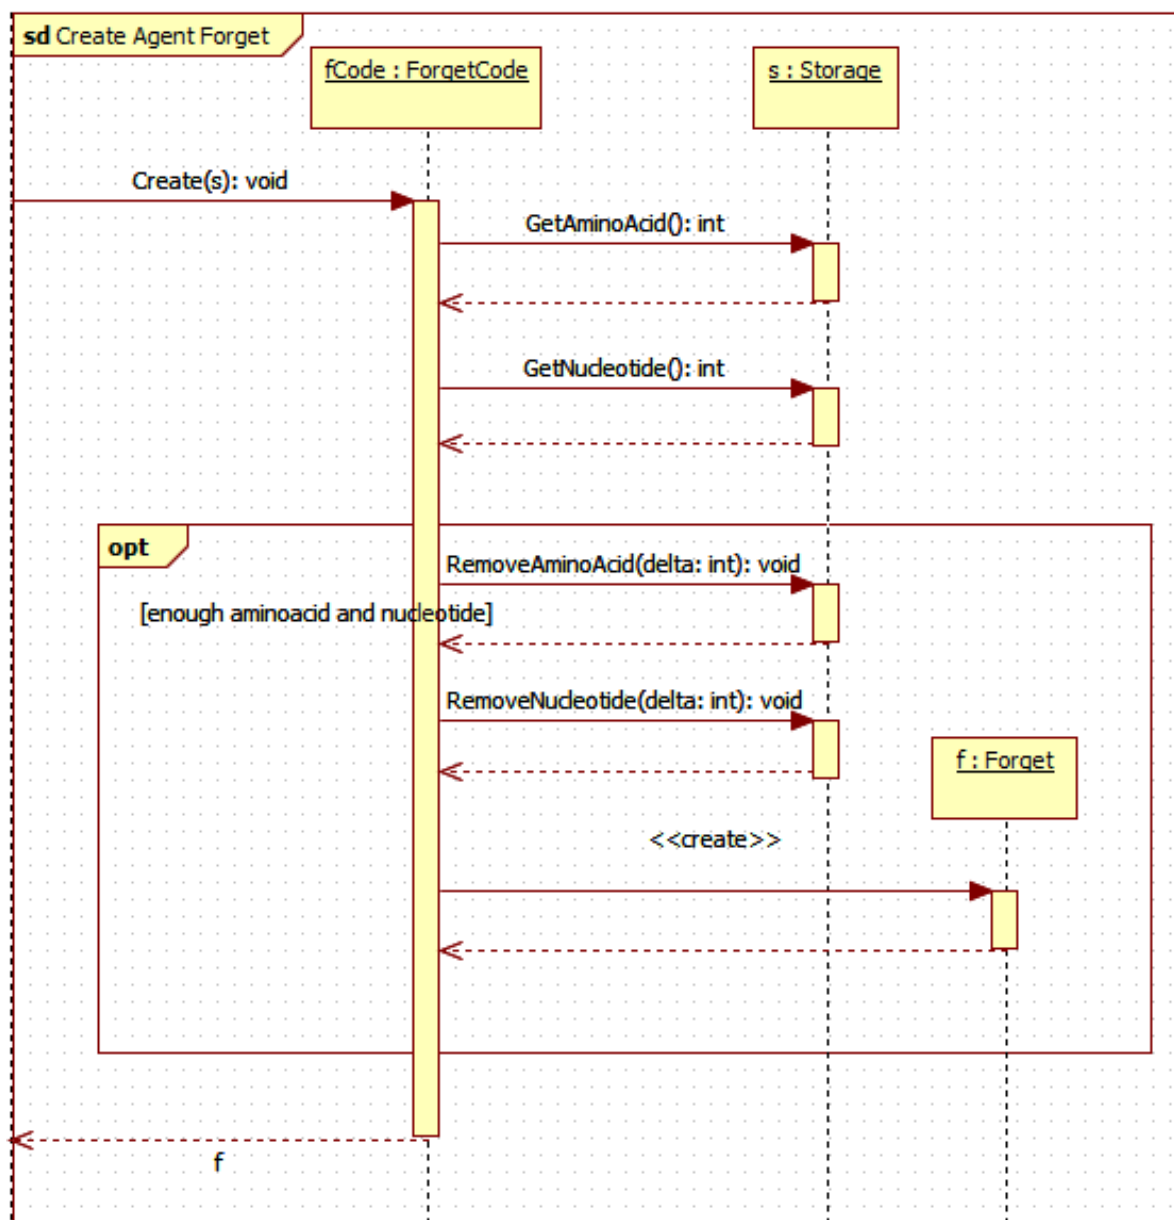 sd Create Agent Forget
fCode : ForgetCode
s : Storage
Create(s): void
GetAminoAcid(): int
GetNucleotide(): int
opt
RemoveAminoAcid(delta: int): void
[enough aminoacid and nucleotide]
RemoveNucleotide(delta: int): void
f : Forget
<<create>>
f